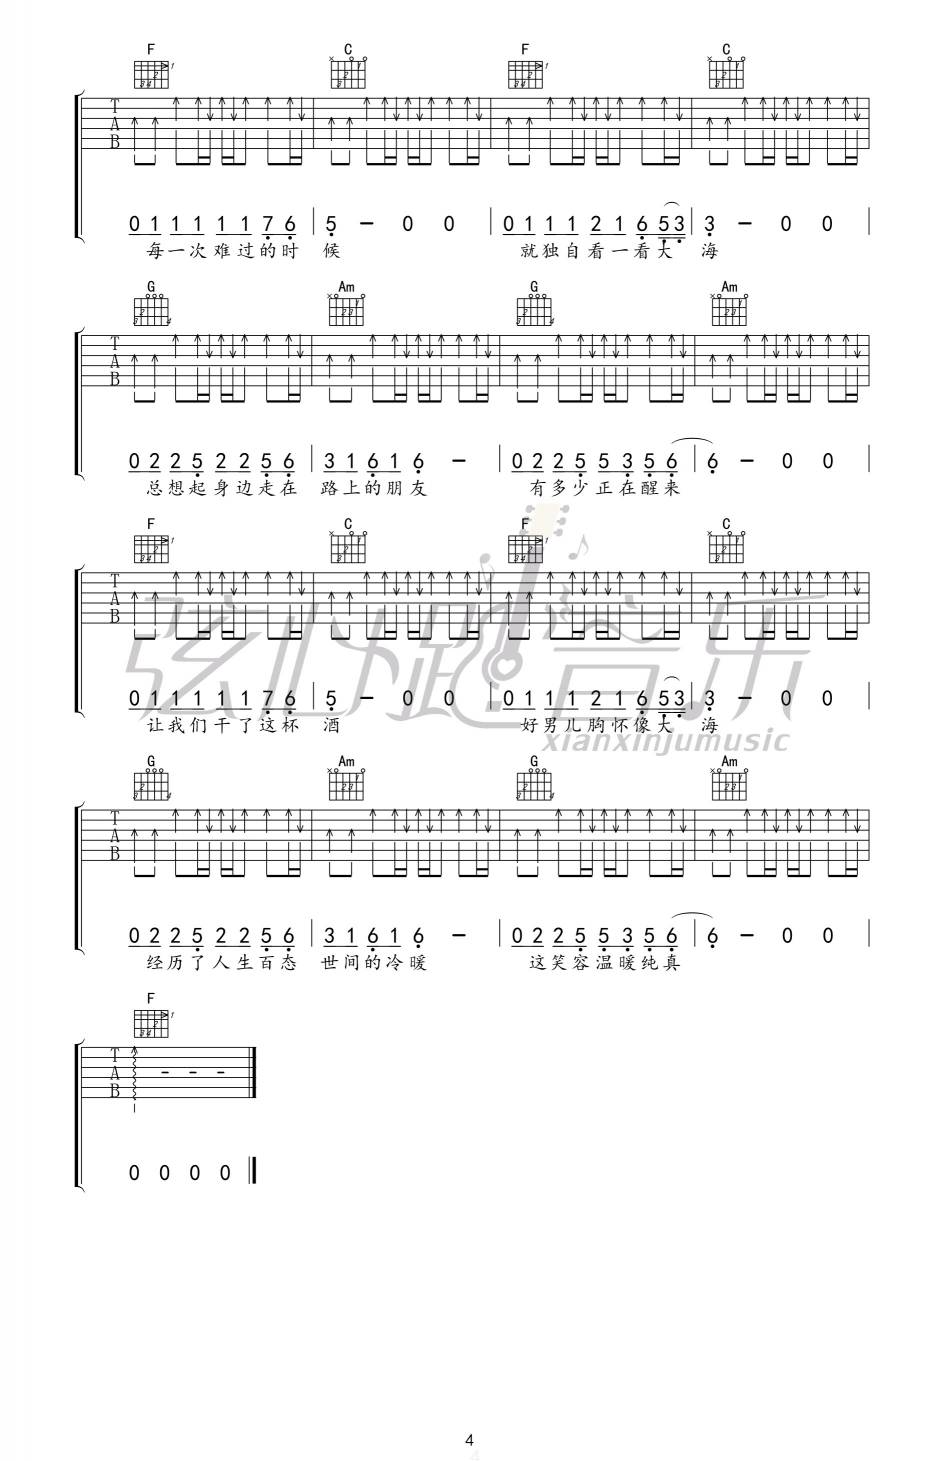 F C F C
T
A
B
0 1 1 1 1 1 7 6 | 5 – 0 0 | 0 1 1 1 2 1 6 5 3 | 3 – 0 0 |
每一次难过的时 候 就独自看一看大 海
G Am G Am
T
A
B
0 2 2 5 2 2 5 6 | 3 1 6 1 6 – | 0 2 2 5 5 3 5 6 | 6 – 0 0 |
总想起身边走在 路上的朋友 有多少正在醒来
F C F C
T
A
B
弦心距音乐
0 1 1 1 1 1 7 6 | 5 – 0 0 | 0 1 1 1 2 1 6 5 3 | 3 – 0 0 |
让我们干了这杯 酒 好男儿胸怀像大 海
xianxinjumusic
G Am G Am
T
A
B
0 2 2 5 2 2 5 6 | 3 1 6 1 6 – | 0 2 2 5 5 3 5 6 | 6 – 0 0 |
经历了人生百态 世间的冷暖 这笑容温暖纯真
F
T
A
B
0 0 0 0
4